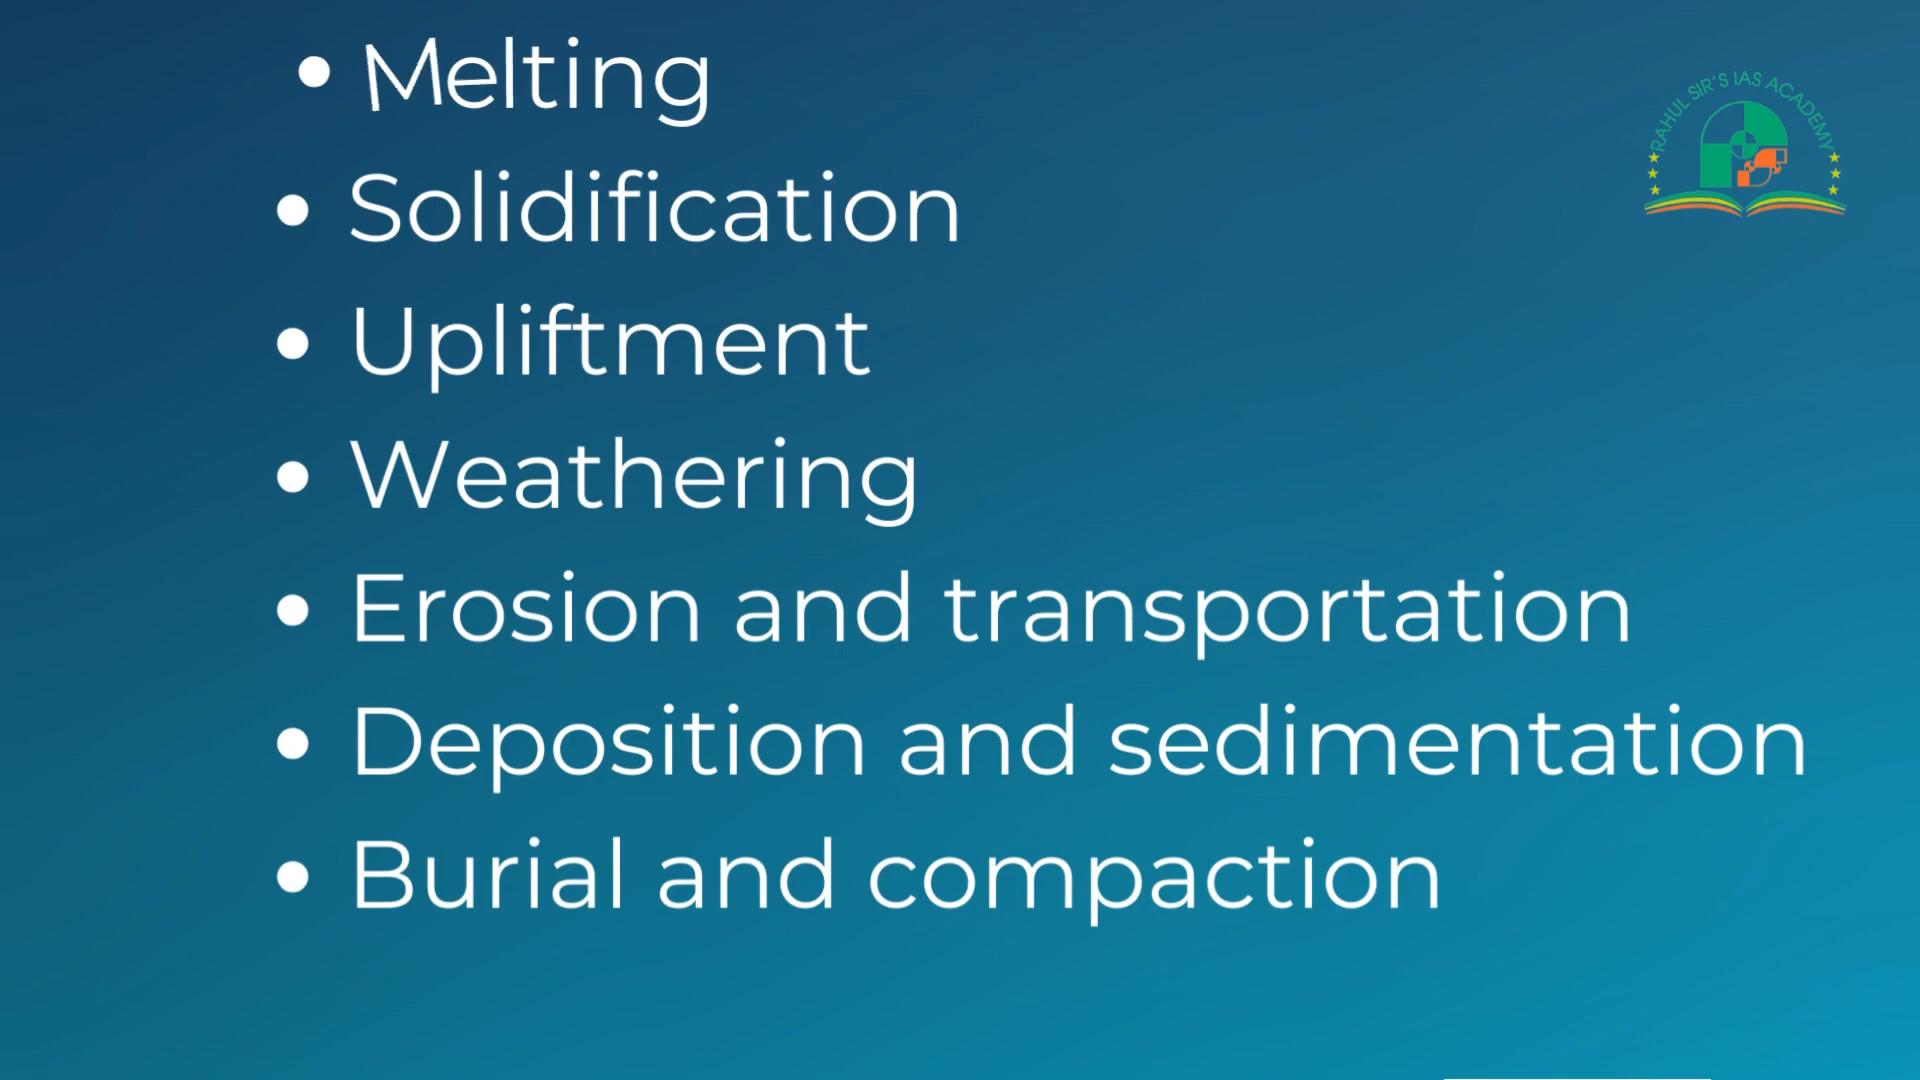 • Melting
RAHUL SIR'S IAS ACADEMY
• Solidification
• Upliftment
• Weathering
• Erosion and transportation
• Deposition and sedimentation
• Burial and compaction